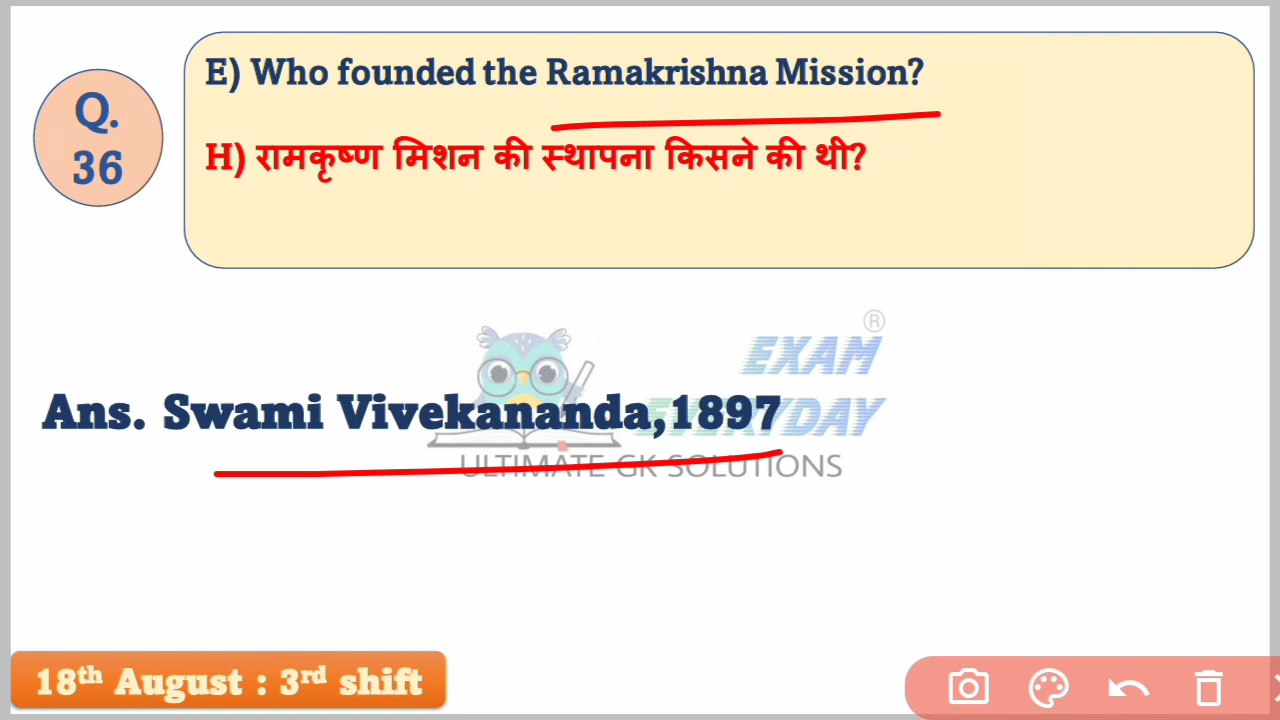 Q.
36
E) Who founded the Ramakrishna Mission?
H) रामकृष्ण मिशन की स्थापना किसने की थी?
®
EXAM
EVERYDAY
Ans. Swami Vivekananda,1897
ULTIMATE GK SOLUTIONS
18th August : 3rd shift